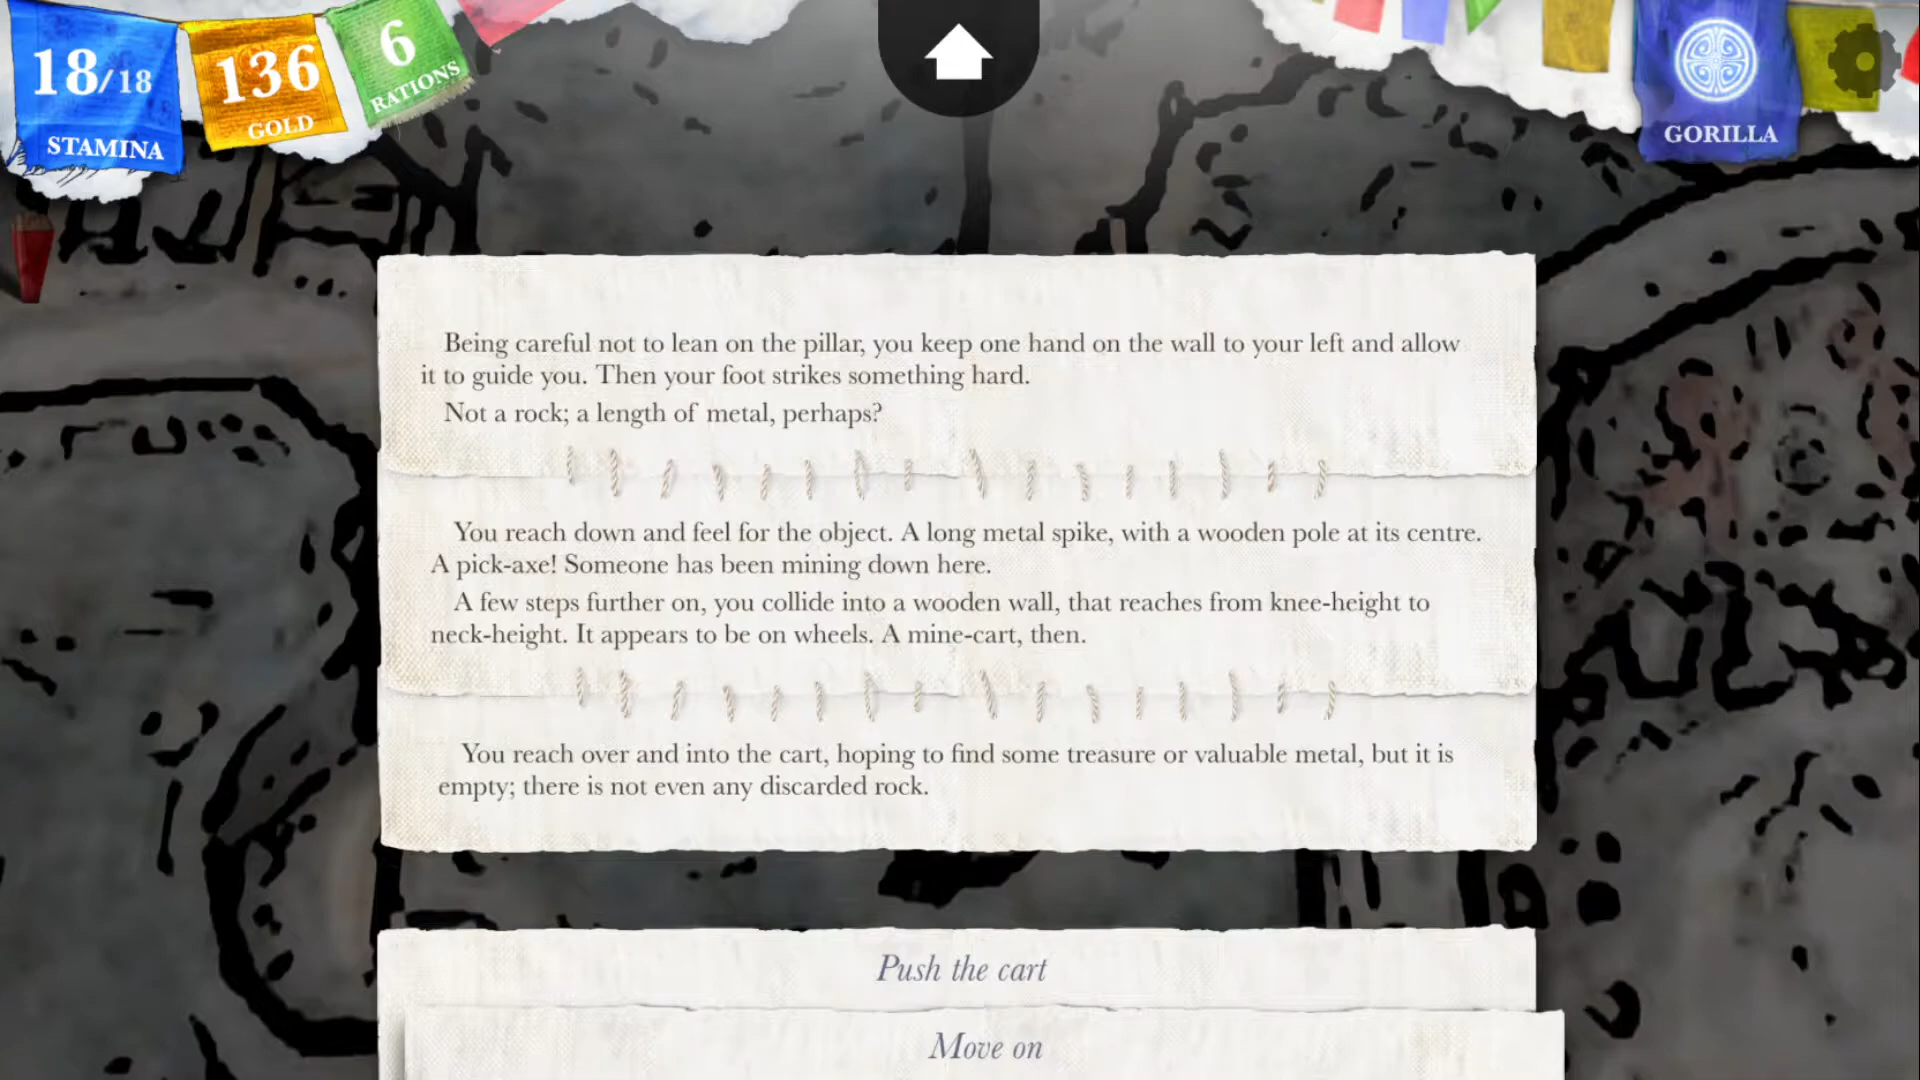 18/18
STAMINA
136
GOLD
6
RATIONS
GORILLA
Being careful not to lean on the pillar, you keep one hand on the wall to your left and allow
it to guide you. Then your foot strikes something hard.
Not a rock; a length of metal, perhaps?
You reach down and feel for the object. A long metal spike, with a wooden pole at its centre.
A pick-axe! Someone has been mining down here.
A few steps further on, you collide into a wooden wall, that reaches from knee-height to
neck-height. It appears to be on wheels. A mine-cart, then.
You reach over and into the cart, hoping to find some treasure or valuable metal, but it is
empty; there is not even any discarded rock.
Push the cart
Move on